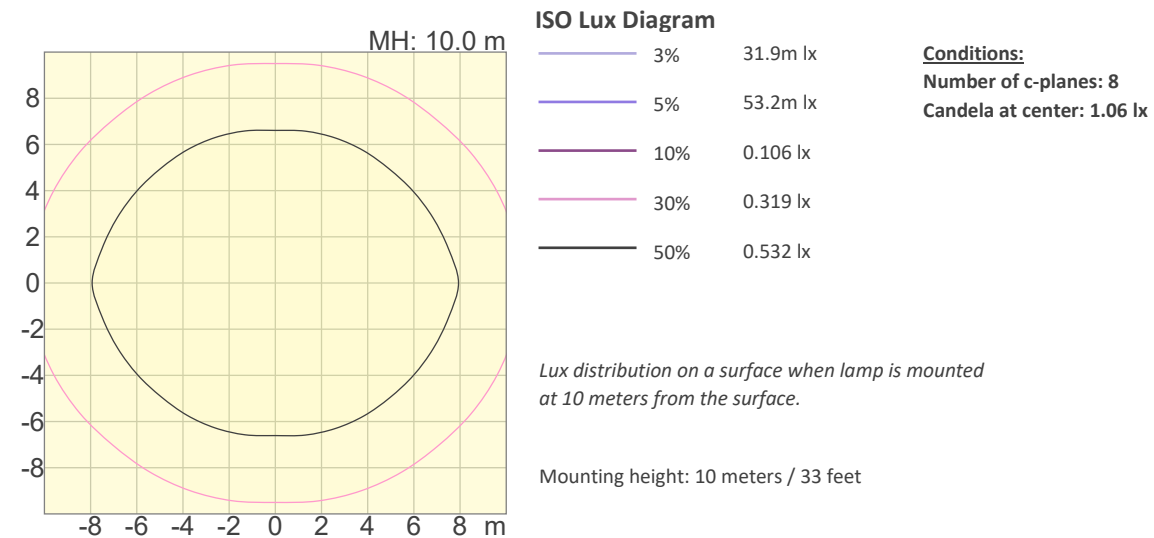 ISO Lux Diagram
MH: 10.0 m
8
6
4
2
0
-2
-4
-6
-8
-8 -6 -4 -2 0 2 4 6 8 m
3% 31.9m lx
5% 53.2m lx
10% 0.106 lx
30% 0.319 lx
50% 0.532 lx
Conditions:
Number of c-planes: 8
Candela at center: 1.06 lx
Lux distribution on a surface when lamp is mounted
at 10 meters from the surface.
Mounting height: 10 meters / 33 feet